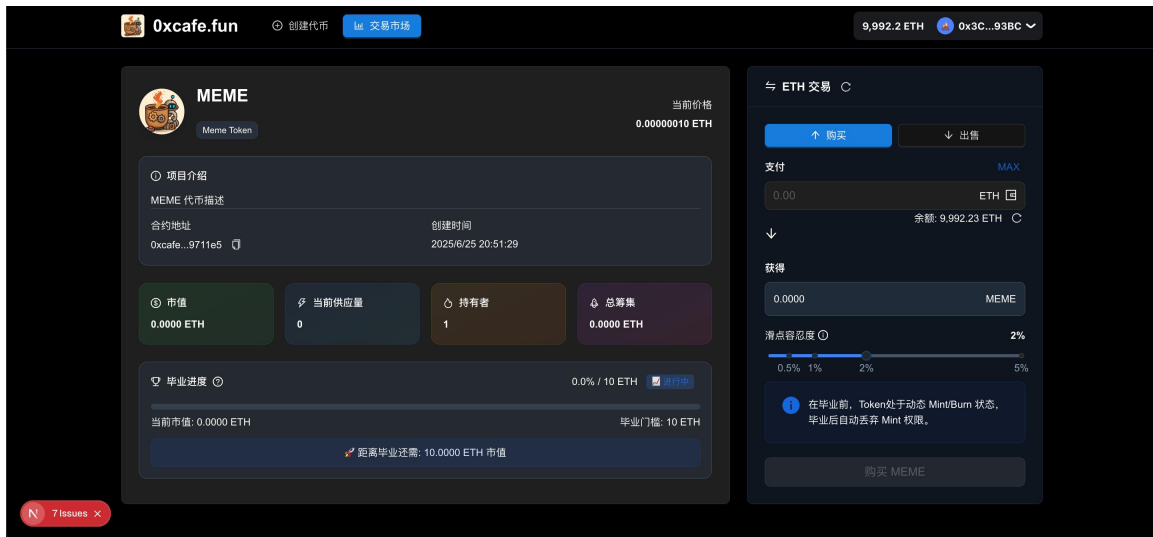 0xcafe.fun
创建代币
交易市场
9,992.2 ETH
0x3C...93BC
MEME
Meme Token
当前价格
0.00000010 ETH
项目介绍
MEME 代币描述
合约地址
创建时间
0xcafe...9711e5
2025/6/25 20:51:29
市值
0.0000 ETH
当前供应量
0
持有者
1
总筹集
0.0000 ETH
毕业进度
0.0% / 10 ETH
进行中
当前市值: 0.0000 ETH
毕业门槛: 10 ETH
距离毕业还需: 10.0000 ETH 市值
ETH 交易
购买
出售
支付
MAX
0.00
ETH
余额: 9,992.23 ETH
获得
0.0000
MEME
滑点容忍度
2%
0.5%
1%
2%
5%
在毕业前，Token处于动态 Mint/Burn 状态，
毕业后自动丢弃 Mint 权限。
购买 MEME
N
7 Issues